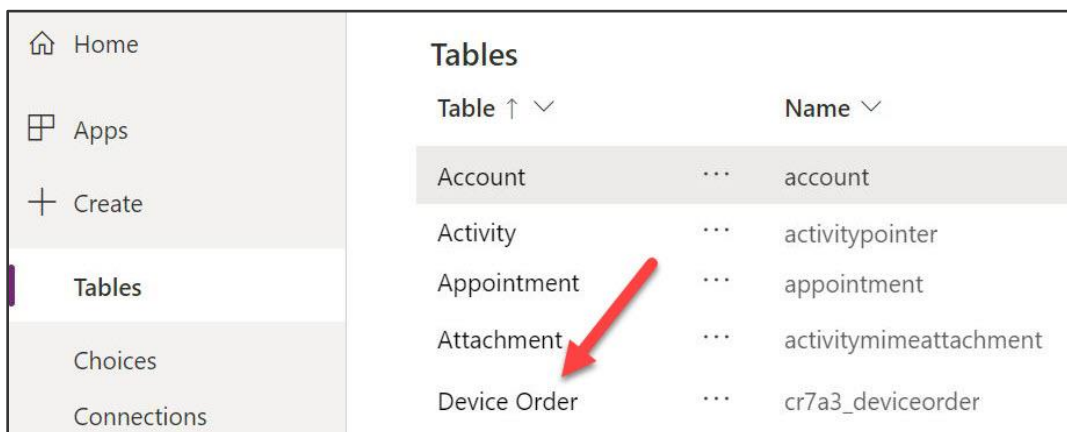 Home
Apps
Create
Tables
Choices
Connections
Tables
Table ↑ Name
Account ... account
Activity ... activitypointer
Appointment ... appointment
Attachment ... activitymimeattachment
Device Order ... cr7a3_deviceorder